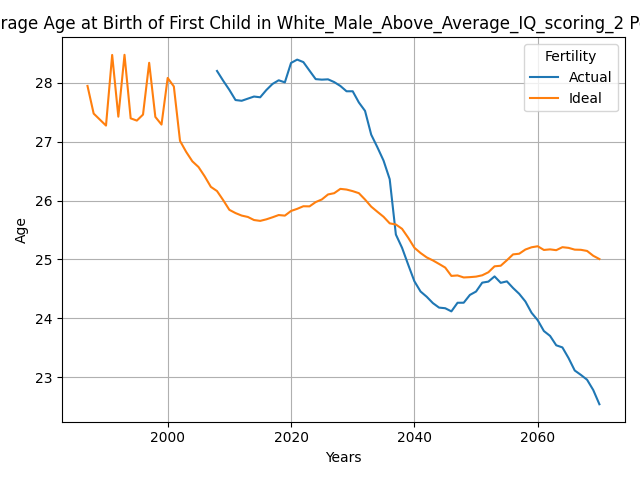 rage Age at Birth of First Child in White_Male_Above_Average_IQ_scoring_2 P
Fertility
Actual
Ideal
28
27
26
25
24
23
Age
2000
2020
2040
2060
Years